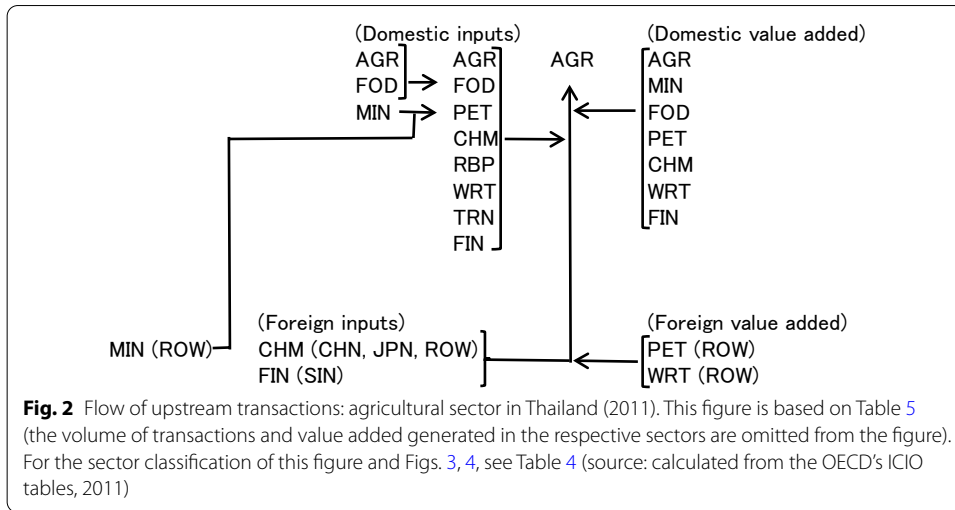 (Domestic inputs)
AGR
FOD
MIN
AGR
FOD
PET
CHM
RBP
WRT
TRN
FIN
AGR
(Domestic value added)
AGR
MIN
FOD
PET
CHM
WRT
FIN
MIN (ROW)
(Foreign inputs)
CHM (CHN, JPN, ROW)
FIN (SIN)
(Foreign value added)
PET (ROW)
WRT (ROW)
Fig. 2 Flow of upstream transactions: agricultural sector in Thailand (2011). This figure is based on Table 5
(the volume of transactions and value added generated in the respective sectors are omitted from the figure).
For the sector classification of this figure and Figs. 3, 4, see Table 4 (source: calculated from the OECD's ICIO
tables, 2011)